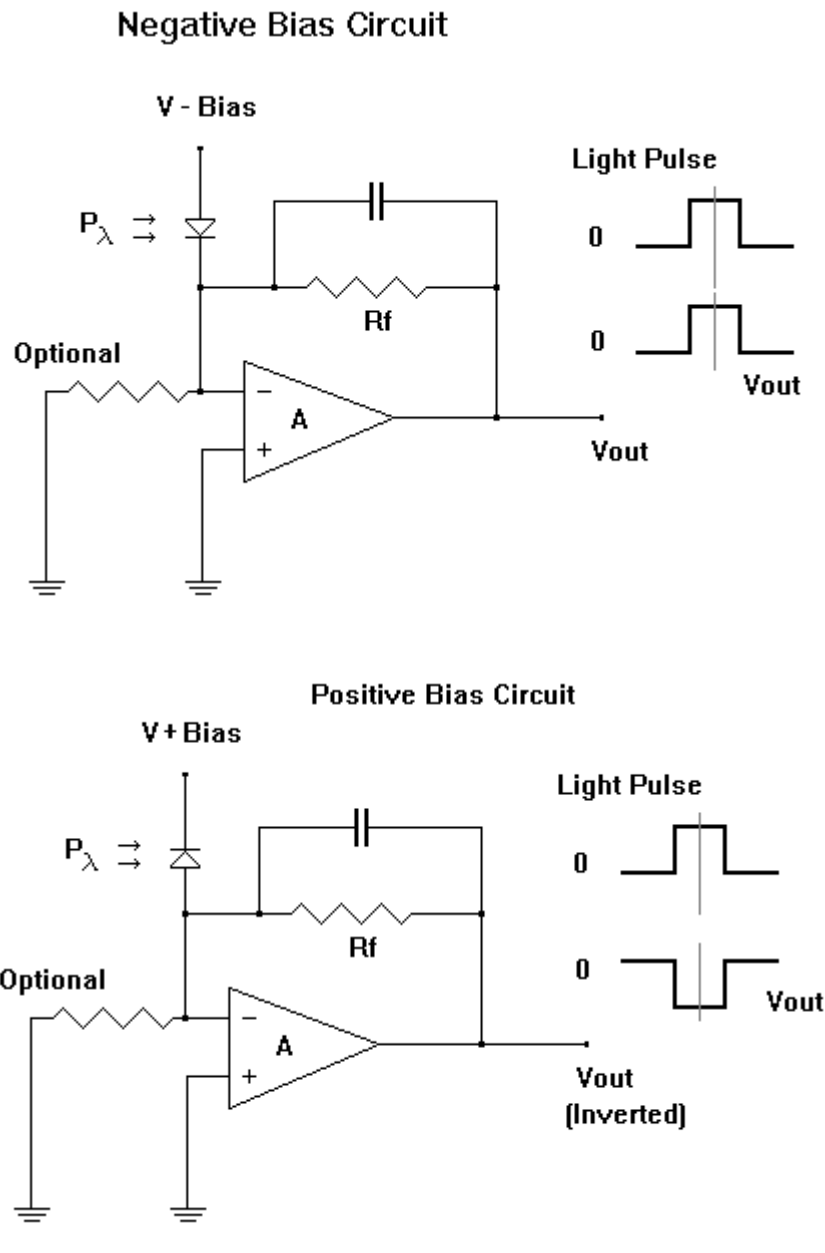 Negative Bias Circuit
V - Bias
Light Pulse
Pλ
0
Rf
0
Optional
Vout
−
A
+
Vout
Positive Bias Circuit
V + Bias
Light Pulse
Pλ
0
Rf
0
Optional
Vout
−
A
+
Vout
(Inverted)